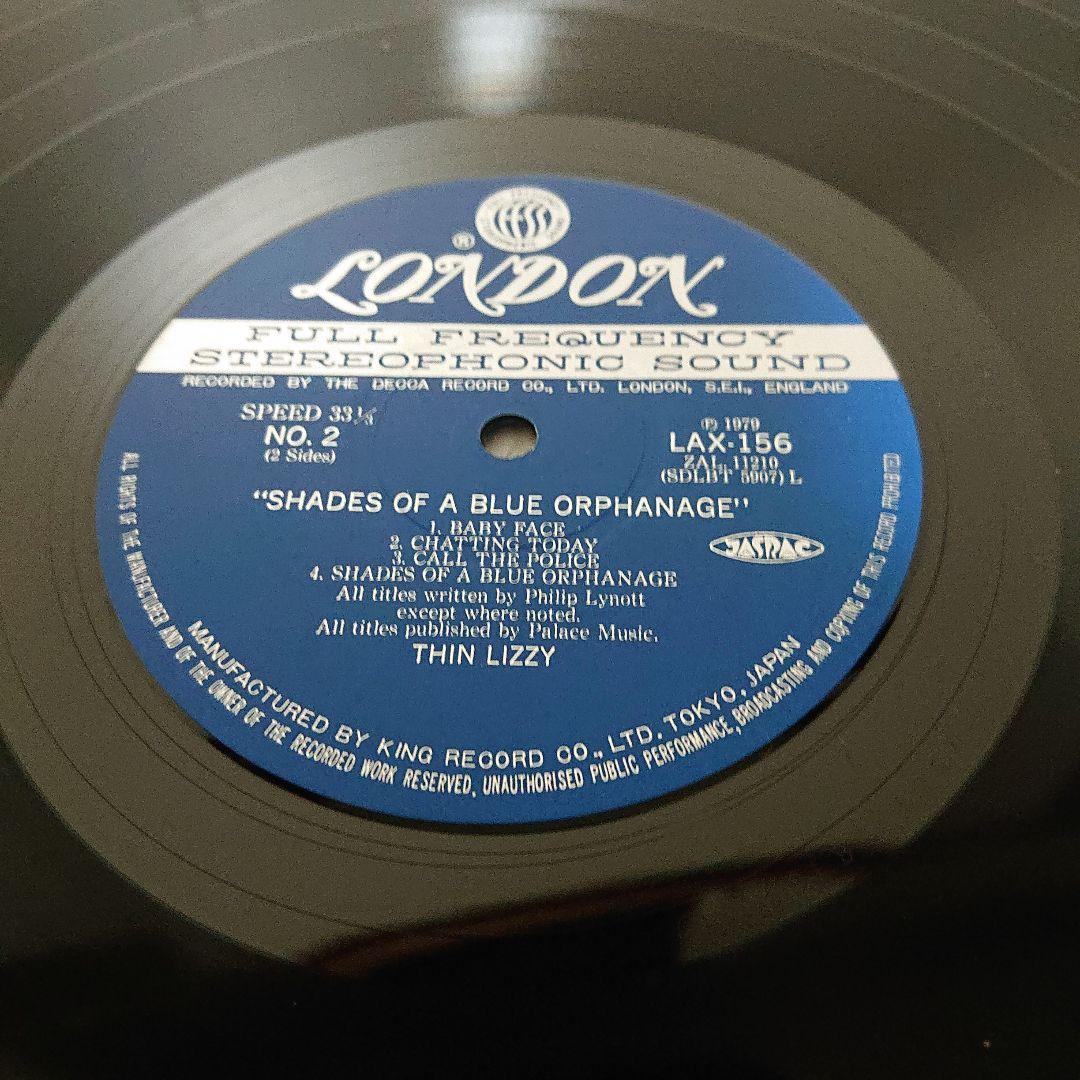 FFSS
®
LONDON
FULL FREQUENCY
STEREOPHONIC SOUND
RECORDED BY THE DECCA RECORD CO., LTD. LONDON, S.E.I., ENGLAND
SPEED 33⅓
NO. 2
(2 Sides)
Ⓟ 1979
LAX-156
ZAL 11210
(SDLBT 5907) L
"SHADES OF A BLUE ORPHANAGE"
1. BABY FACE
2. CHATTING TODAY
3. CALL THE POLICE
4. SHADES OF A BLUE ORPHANAGE
All titles written by Philip Lynott
except where noted.
All titles published by Palace Music.
THIN LIZZY
JASRAC
MANUFACTURED BY KING RECORD CO., LTD. TOKYO, JAPAN
ALL RIGHTS OF THE MANUFACTURER AND OF THE OWNER OF THE RECORDED WORK RESERVED, UNAUTHORISED PUBLIC PERFORMANCE, BROADCASTING AND COPYING OF THIS RECORD PROHIBITED